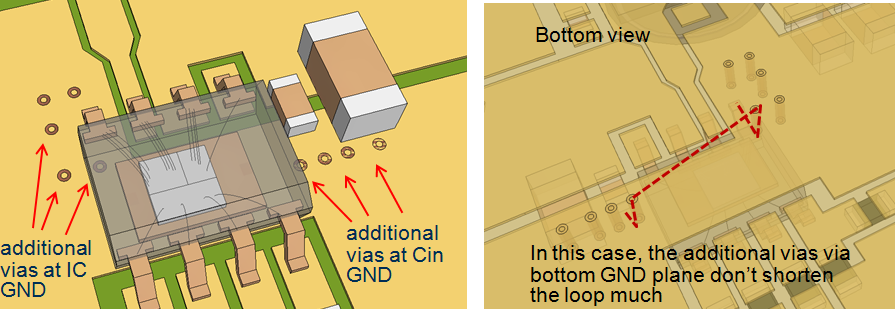 additional
vias at IC
GND
additional
vias at Cin
GND
Bottom view
In this case, the additional vias via
bottom GND plane don't shorten
the loop much